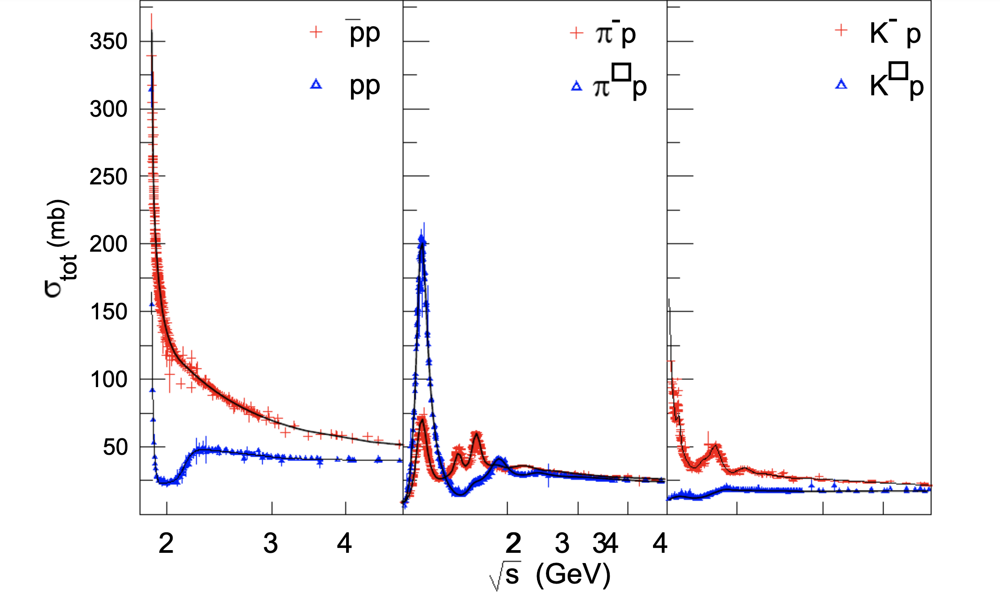 p̅p
π⁻p
K⁻ p
pp
π□p
K□p
350
300
250
200
150
100
50
σtot (mb)
2 3 4 2 3 34 4
√s (GeV)